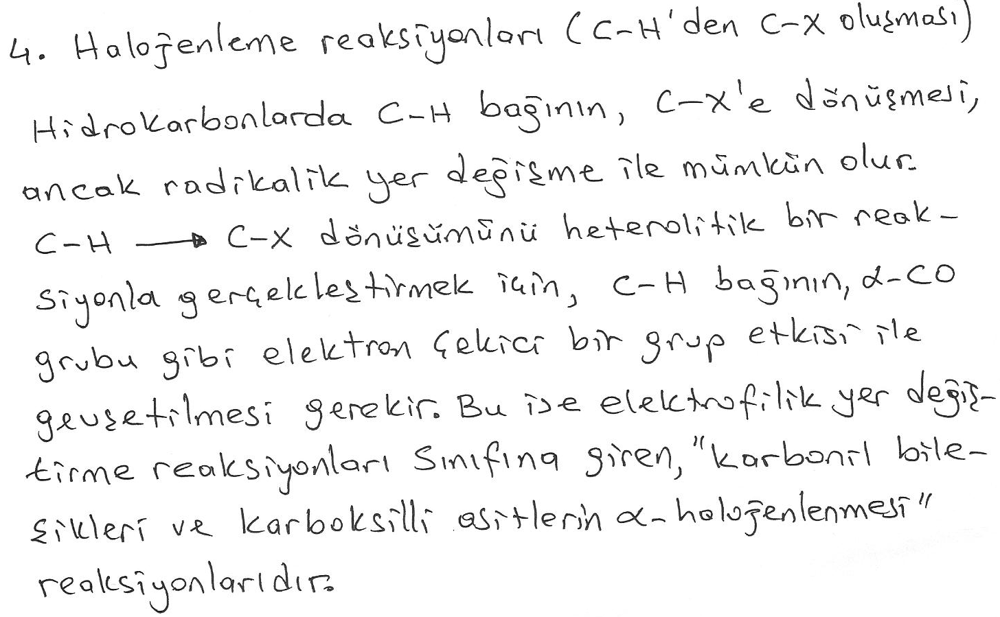 4. Halojenleme reaksiyonları (C-H'den C-X oluşması)
Hidrokarbonlarda C-H bağının, C-X'e dönüşmesi,
ancak radikalik yer değişme ile mümkün olur.
C-H → C-X dönüşümünü heterolitik bir reak-
siyonla gerçekleştirmek için, C-H bağının, α-CO
grubu gibi elektron çekici bir grup etkisi ile
gevşetilmesi gerekir. Bu ise elektrofilik yer değiş-
tirme reaksiyonları sınıfına giren, "karbonil bile-
şikleri ve karboksilli asitlerin α-halojenlenmesi"
reaksiyonlarıdır.